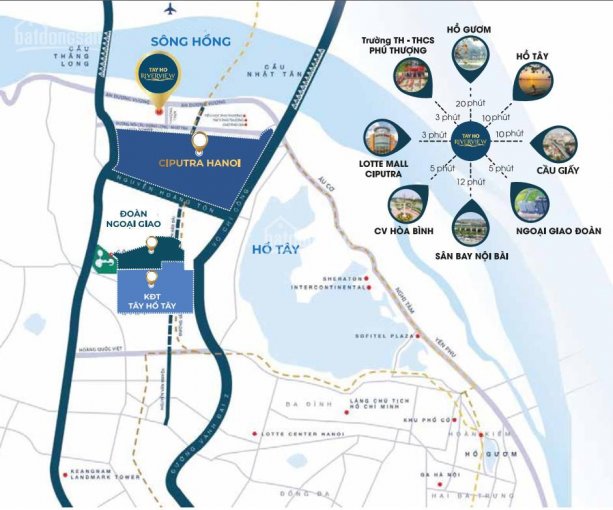 batdongsan
SÔNG HỒNG
CẦU
THĂNG
LONG
TAY HO
RIVERVIEW
CẦU
NHẬT TÂN
AN DƯƠNG VƯƠNG
AN DƯƠNG VƯƠNG
CIPUTRA HANOI
NGUYỄN HOÀNG TÔN
VÕ CHÍ CÔNG
ÂU CƠ
ĐOÀN
NGOẠI GIAO
KĐT
TÂY HỒ TÂY
HỒ TÂY
SHERATON
INTERCONTINENTAL
NGHI TÀM
SOFITEL PLAZA
YÊN PHỤ
HOÀNG QUỐC VIỆT
ĐƯỜNG VÀNH ĐAI 2
BA ĐÌNH
LĂNG CHỦ TỊCH
HỒ CHÍ MINH
KHU PHỐ CỔ
LOTTE CENTER HANOI
HOÀN KIẾM
HỒ GƯƠM
KEANGNAM
LANDMARK TOWER
GA HÀ NỘI
ĐỐNG ĐA
HAI BÀ TRƯNG
Trường TH - THCS
PHÚ THƯỢNG
HỒ GƯƠM
HỒ TÂY
20 phút
3 phút
10 phút
3 phút
TAY HO
RIVERVIEW
10 phút
LOTTE MALL
CIPUTRA
CẦU GIẤY
5 phút
5 phút
12 phút
CV HÒA BÌNH
NGOẠI GIAO ĐOÀN
SÂN BAY NỘI BÀI